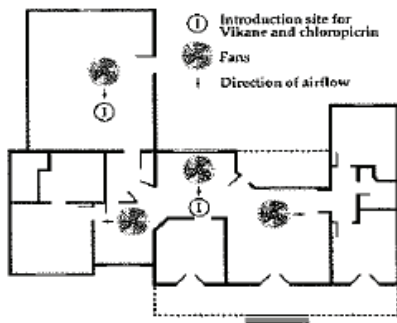 I Introduction site for
Vikane and chloropicrin
Fans
Direction of airflow
I
I